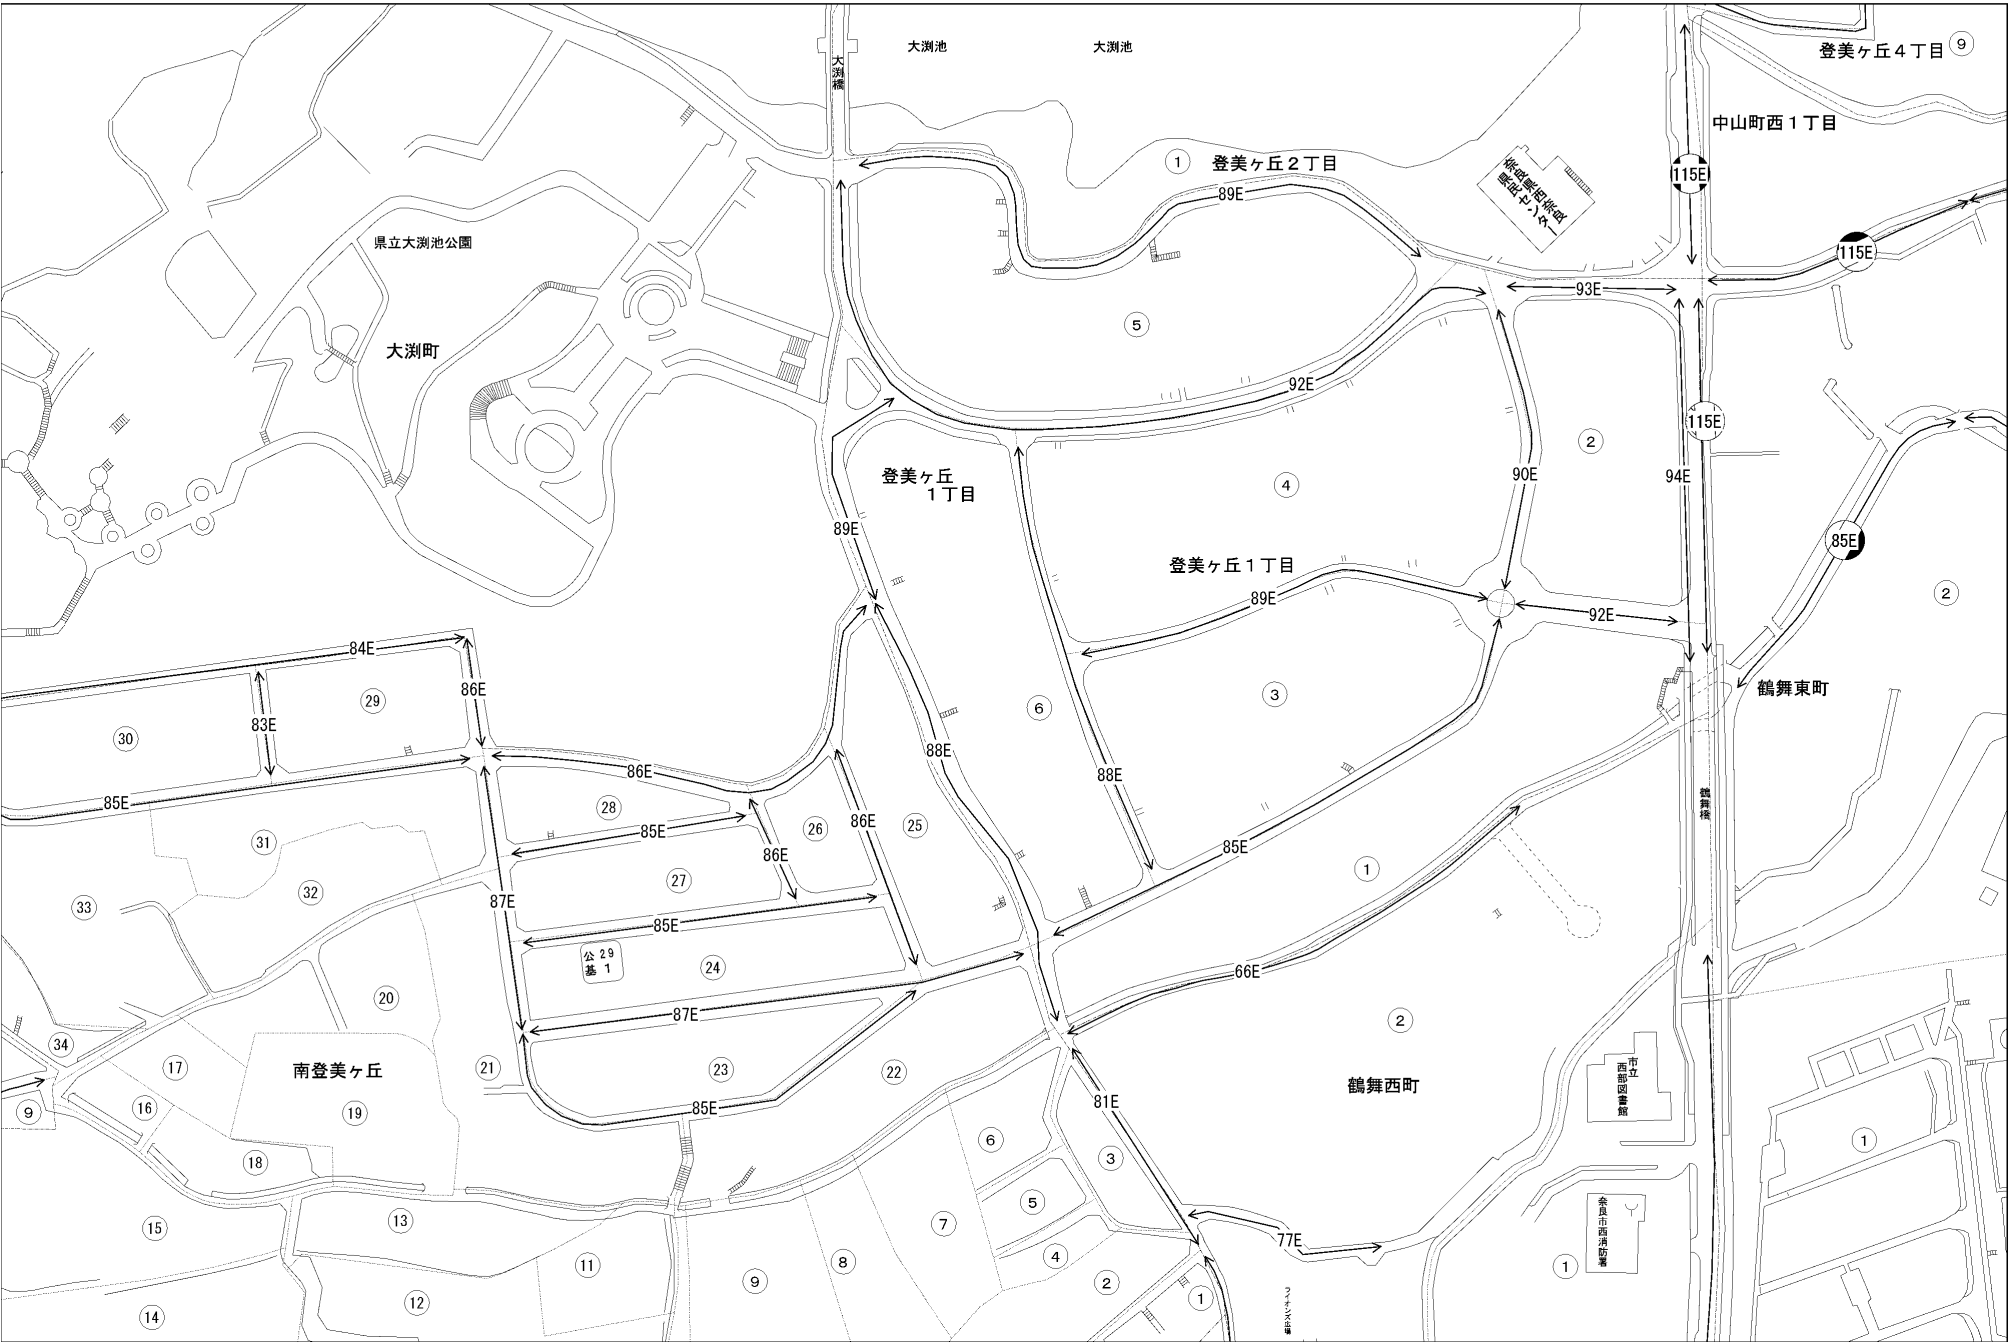 大渕池
大渕池
大渕橋
登美ヶ丘４丁目
9
中山町西１丁目
1
登美ヶ丘２丁目
奈良県西奈良
県民センター
115E
89E
県立大渕池公園
115E
93E
5
大渕町
92E
115E
2
登美ヶ丘
１丁目
4
90E
94E
89E
85E
登美ヶ丘１丁目
89E
92E
2
84E
86E
29
83E
30
3
6
鶴舞東町
88E
86E
88E
85E
28
86E
26
25
85E
31
86E
27
85E
鶴舞橋
1
32
33
87E
85E
公 29
基 1
24
66E
20
87E
2
34
17
南登美ヶ丘
21
23
22
鶴舞西町
市立
西部図書館
9
16
19
85E
81E
6
3
1
18
5
15
13
7
奈良市西消防署
77E
4
11
8
9
2
1
12
1
14
ライオンズ広場